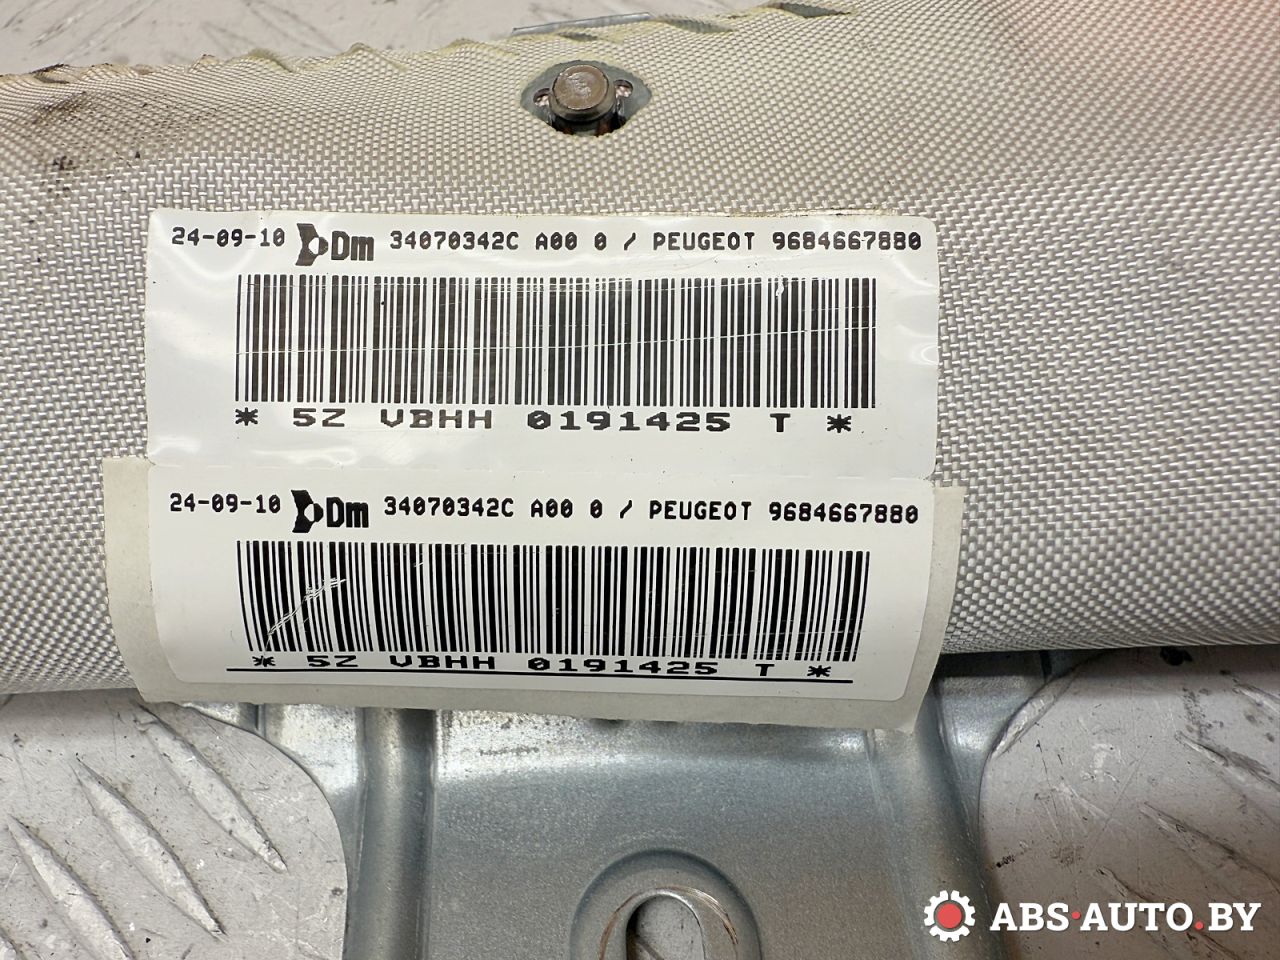 24-09-10 Dm 34070342C A00 0 / PEUGEOT 9684667880
* 5Z VBHH 0191425 T *
24-09-10 Dm 34070342C A00 0 / PEUGEOT 9684667880
* 5Z VBHH 0191425 T *
ABS·AUTO.BY